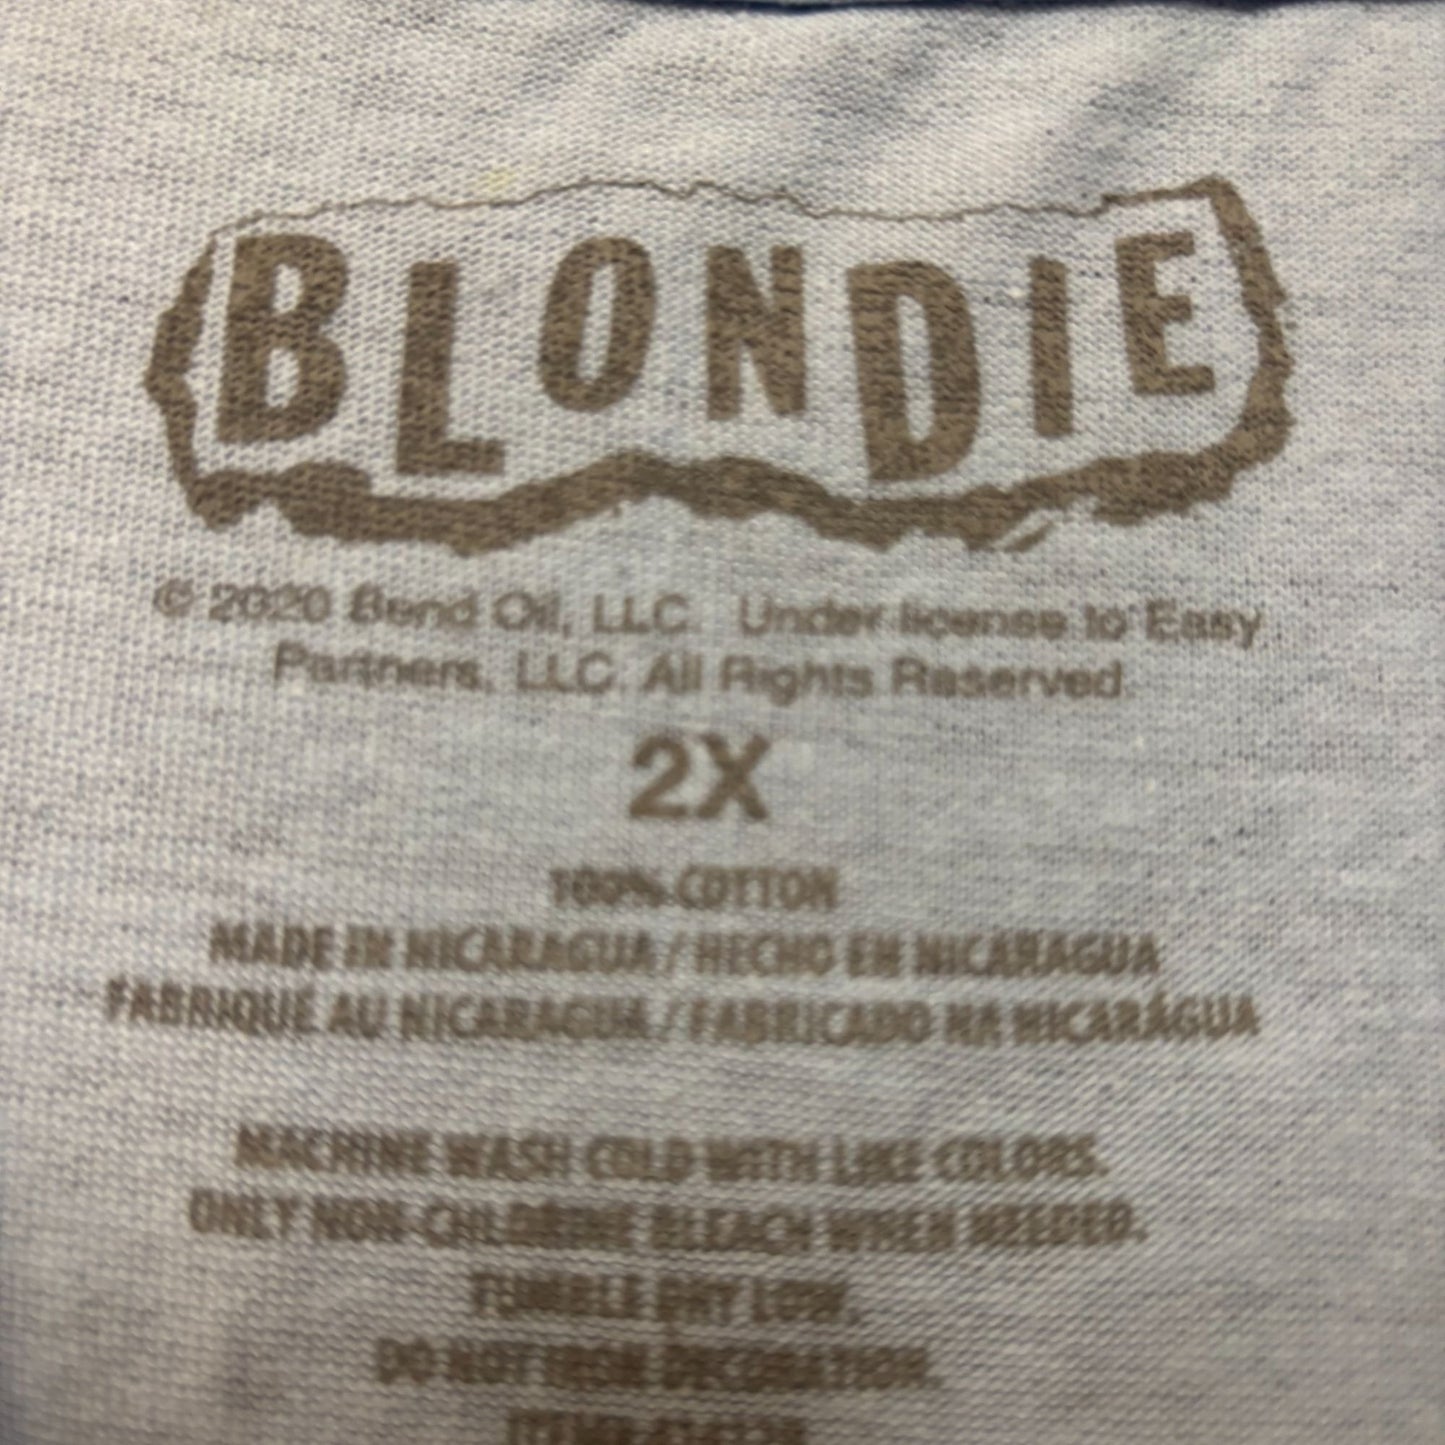 BLONDIE
© 2020 Bend Oil, LLC. Under license to Easy
Partners, LLC. All Rights Reserved.
2X
100% COTTON
MADE IN NICARAGUA / HECHO EN NICARAGUA
FABRIQUÉ AU NICARAGUA / FABRICADO NA NICARÁGUA
MACHINE WASH COLD WITH LIKE COLORS.
ONLY NON-CHLORINE BLEACH WHEN NEEDED.
TUMBLE DRY LOW.
DO NOT IRON DECORATION.